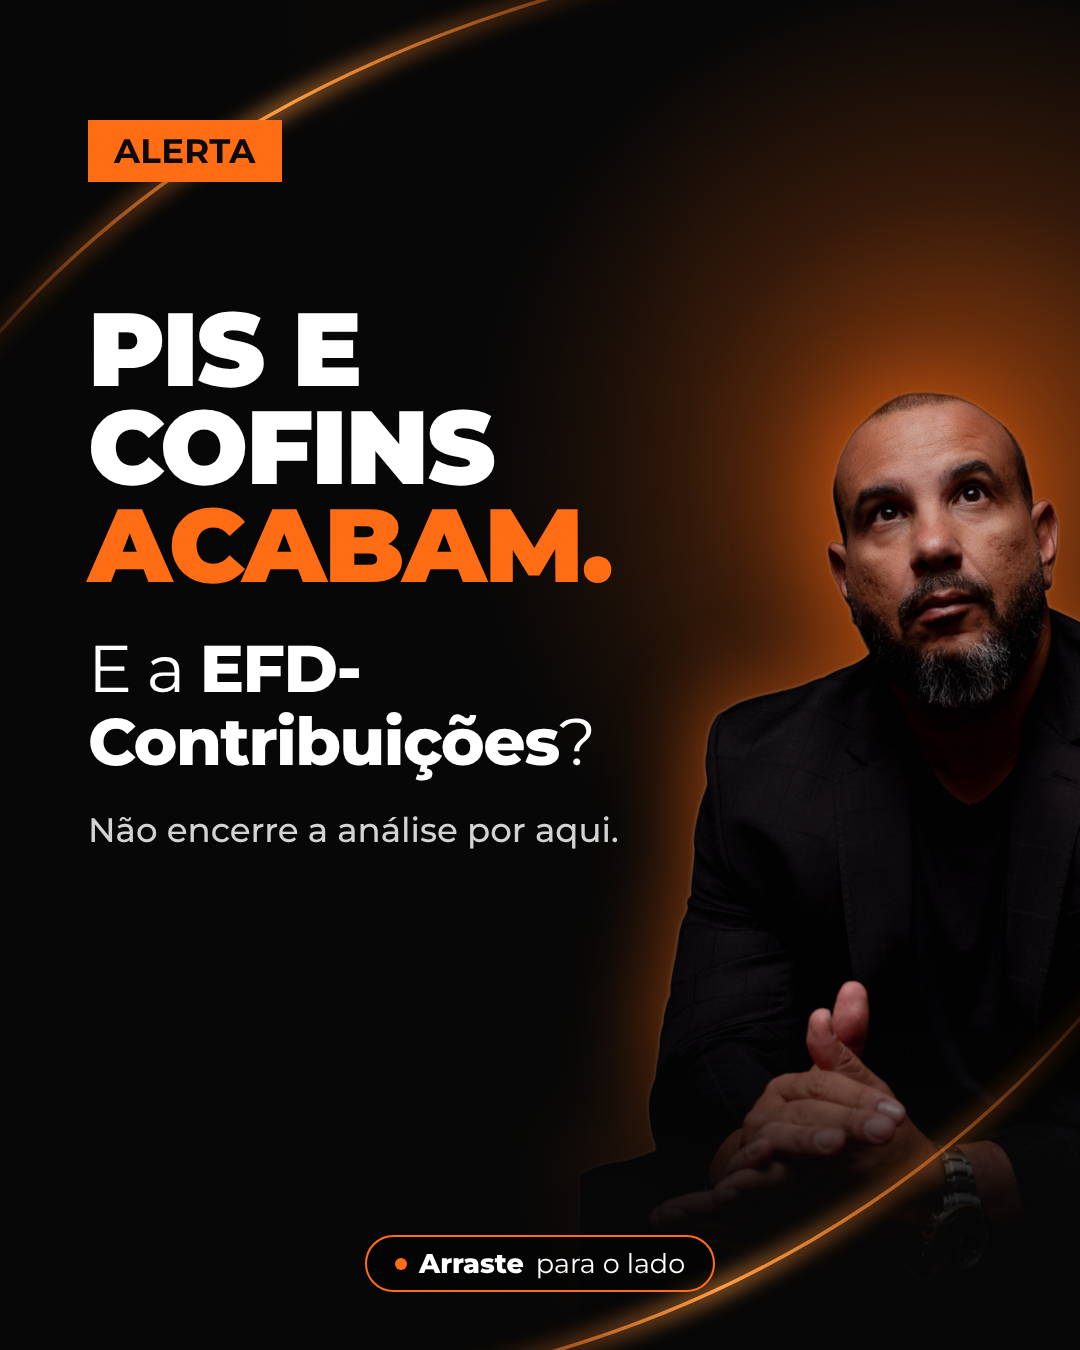 ALERTA
PIS E
COFINS
ACABAM.
E a EFD-
Contribuições?
Não encerre a análise por aqui.
Arraste para o lado